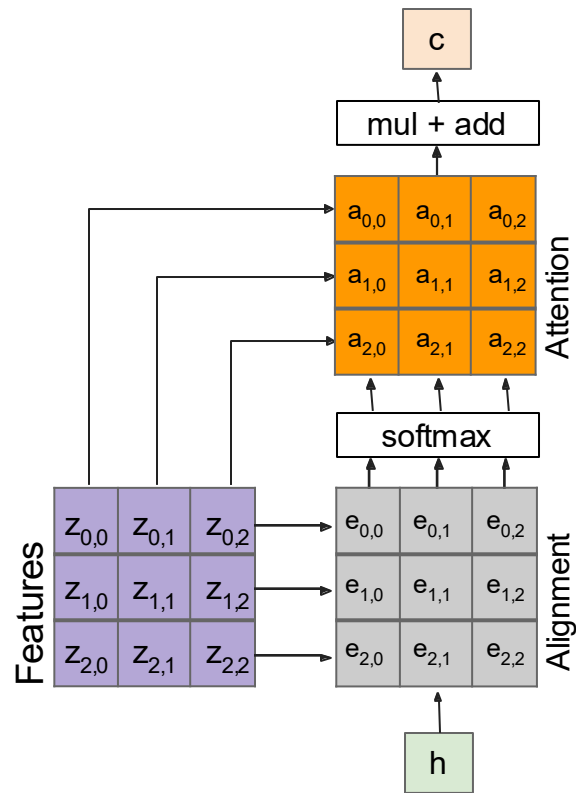 c
mul + add
a0,0 a0,1 a0,2
a1,0 a1,1 a1,2
a2,0 a2,1 a2,2
Attention
softmax
Features
z0,0 z0,1 z0,2
z1,0 z1,1 z1,2
z2,0 z2,1 z2,2
e0,0 e0,1 e0,2
e1,0 e1,1 e1,2
e2,0 e2,1 e2,2
Alignment
h